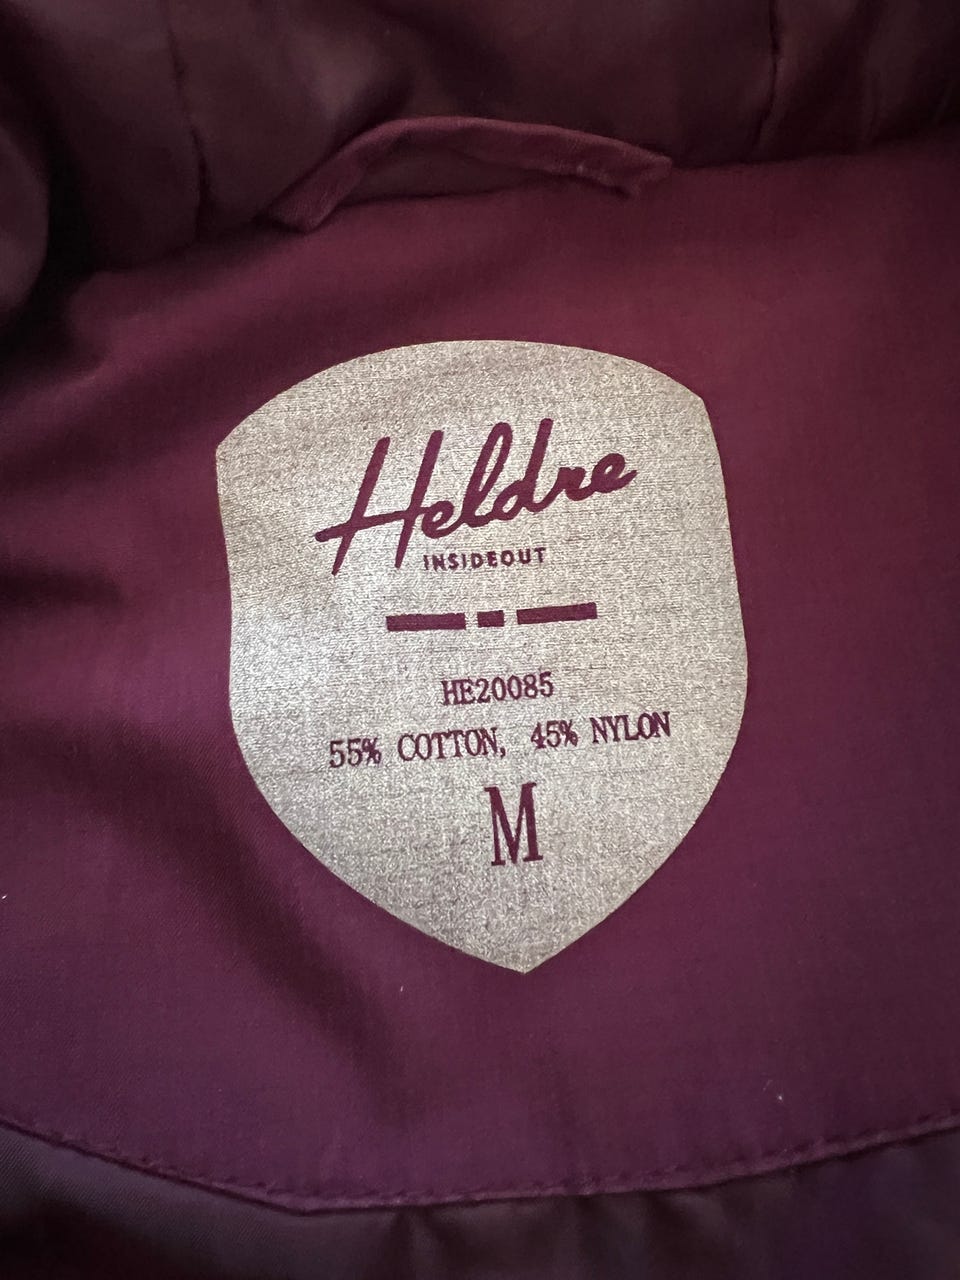 Heldre
INSIDEOUT
HE20085
55% COTTON, 45% NYLON
M